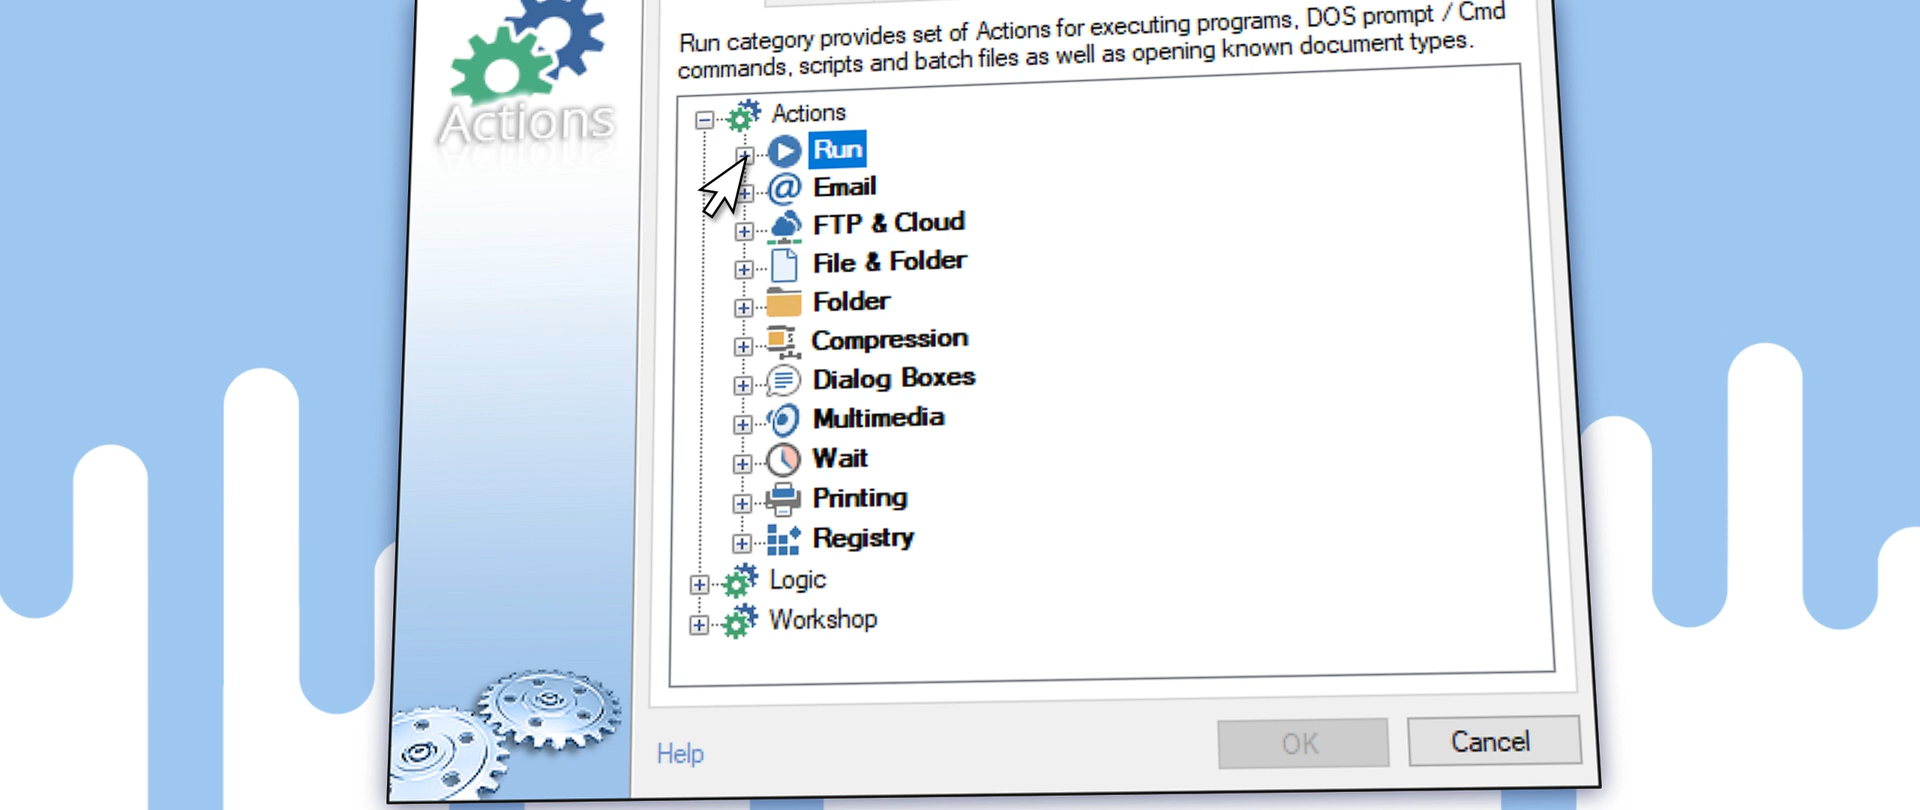 Actions
Run category provides set of Actions for executing programs, DOS prompt / Cmd
commands, scripts and batch files as well as opening known document types.
Actions
Run
Email
FTP & Cloud
File & Folder
Folder
Compression
Dialog Boxes
Multimedia
Wait
Printing
Registry
Logic
Workshop
Help
OK
Cancel